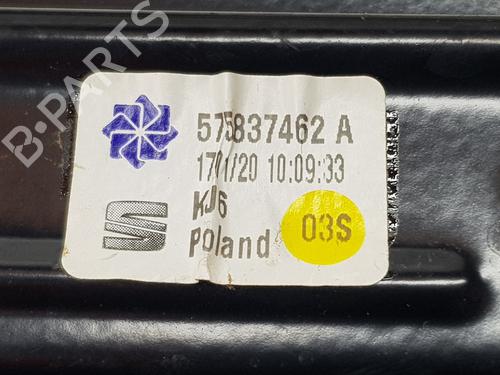 B-PARTS
575837462 A
17/01/20 10:09:33
KJ6
Poland
03S